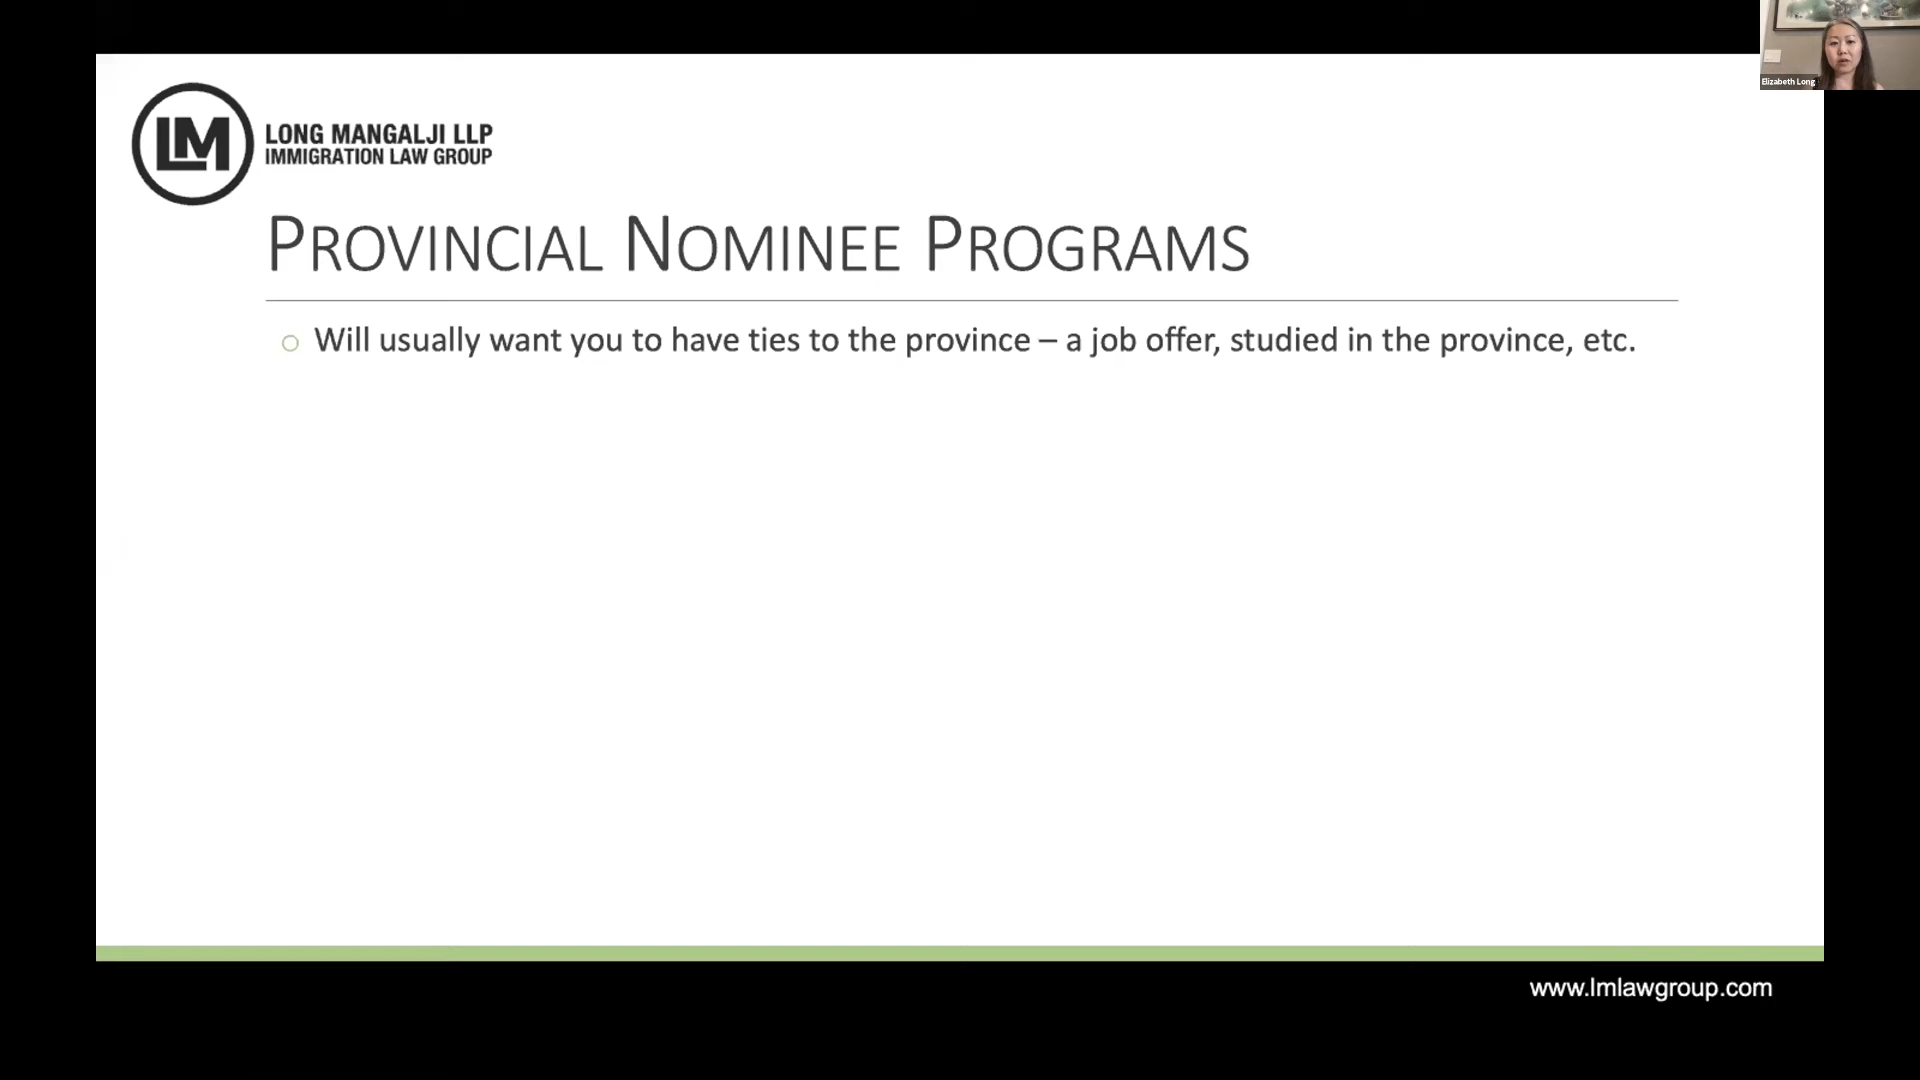 Elizabeth Long
LM
LONG MANGALJI LLP
IMMIGRATION LAW GROUP
PROVINCIAL NOMINEE PROGRAMS
Will usually want you to have ties to the province – a job offer, studied in the province, etc.
www.lmlawgroup.com